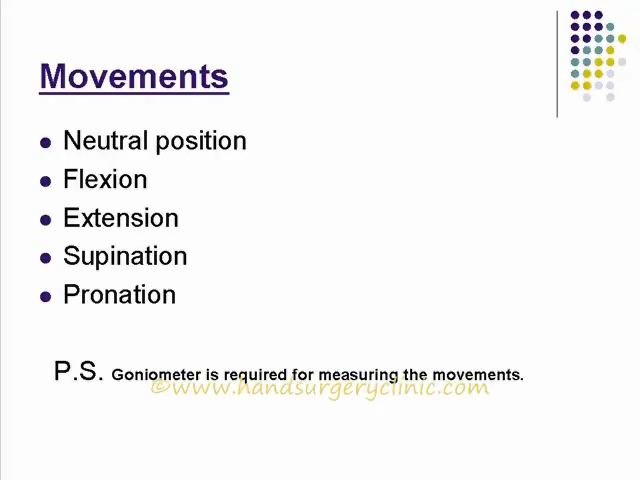 Movements
Neutral position
Flexion
Extension
Supination
Pronation
P.S. Goniometer is required for measuring the movements.
©www.handsurgeryclinic.com